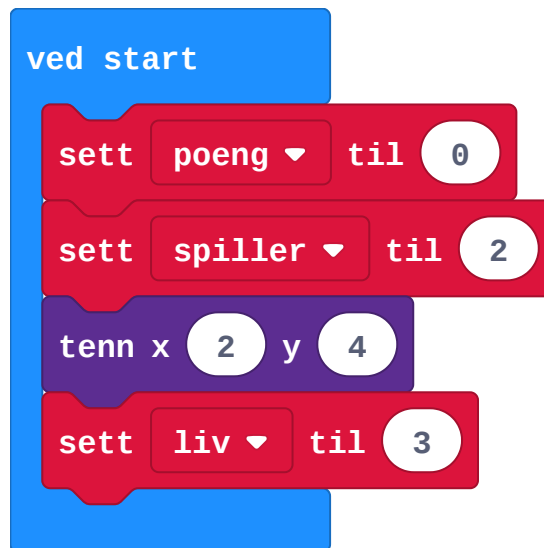 ved start
sett poeng til 0
sett spiller til 2
tenn x 2 y 4
sett liv til 3